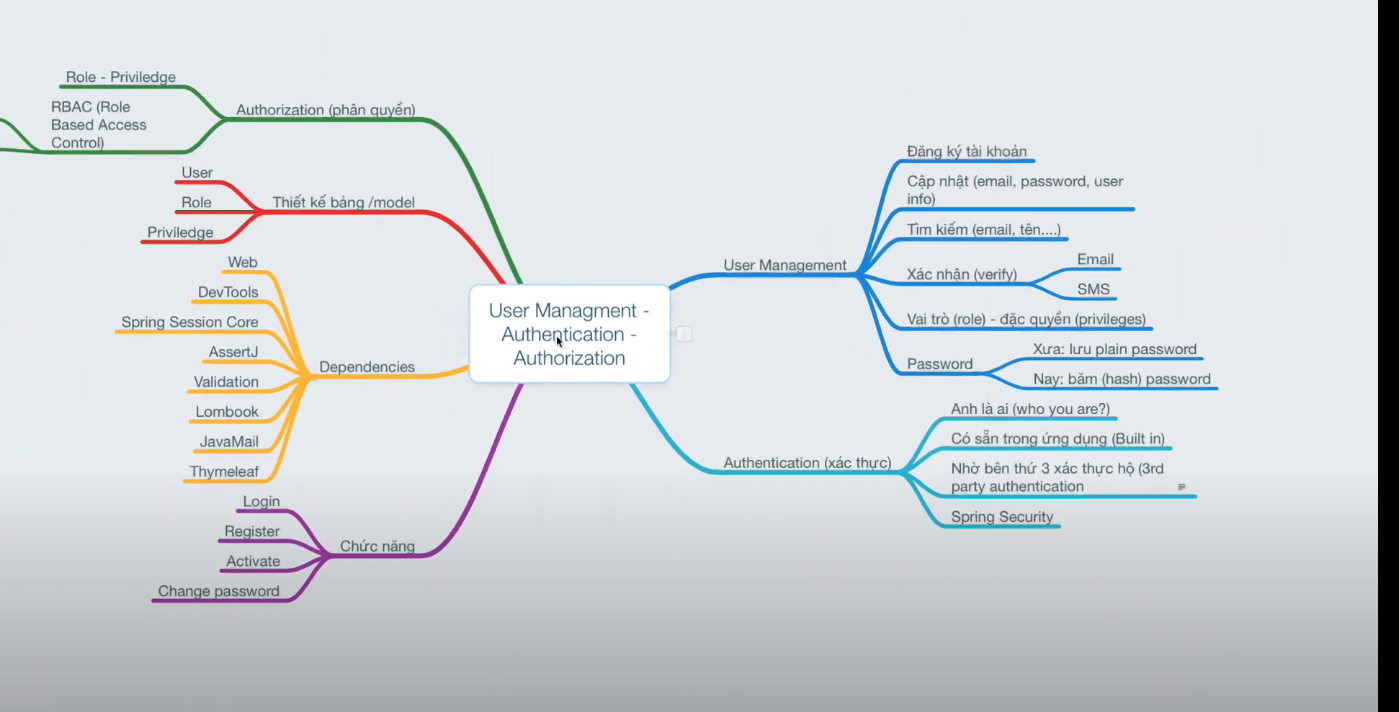 User Managment -
Authentication -
Authorization
Authorization (phân quyền)
Role - Priviledge
RBAC (Role
Based Access
Control)
Thiết kế bảng /model
User
Role
Priviledge
Dependencies
Web
DevTools
Spring Session Core
AssertJ
Validation
Lombook
JavaMail
Thymeleaf
Chức năng
Login
Register
Activate
Change password
User Management
Đăng ký tài khoản
Cập nhật (email, password, user
info)
Tìm kiếm (email, tên....)
Xác nhận (verify)
Email
SMS
Vai trò (role) - đặc quyền (privileges)
Password
Xưa: lưu plain password
Nay: băm (hash) password
Authentication (xác thực)
Anh là ai (who you are?)
Có sẵn trong ứng dụng (Built in)
Nhờ bên thứ 3 xác thực hộ (3rd
party authentication
Spring Security